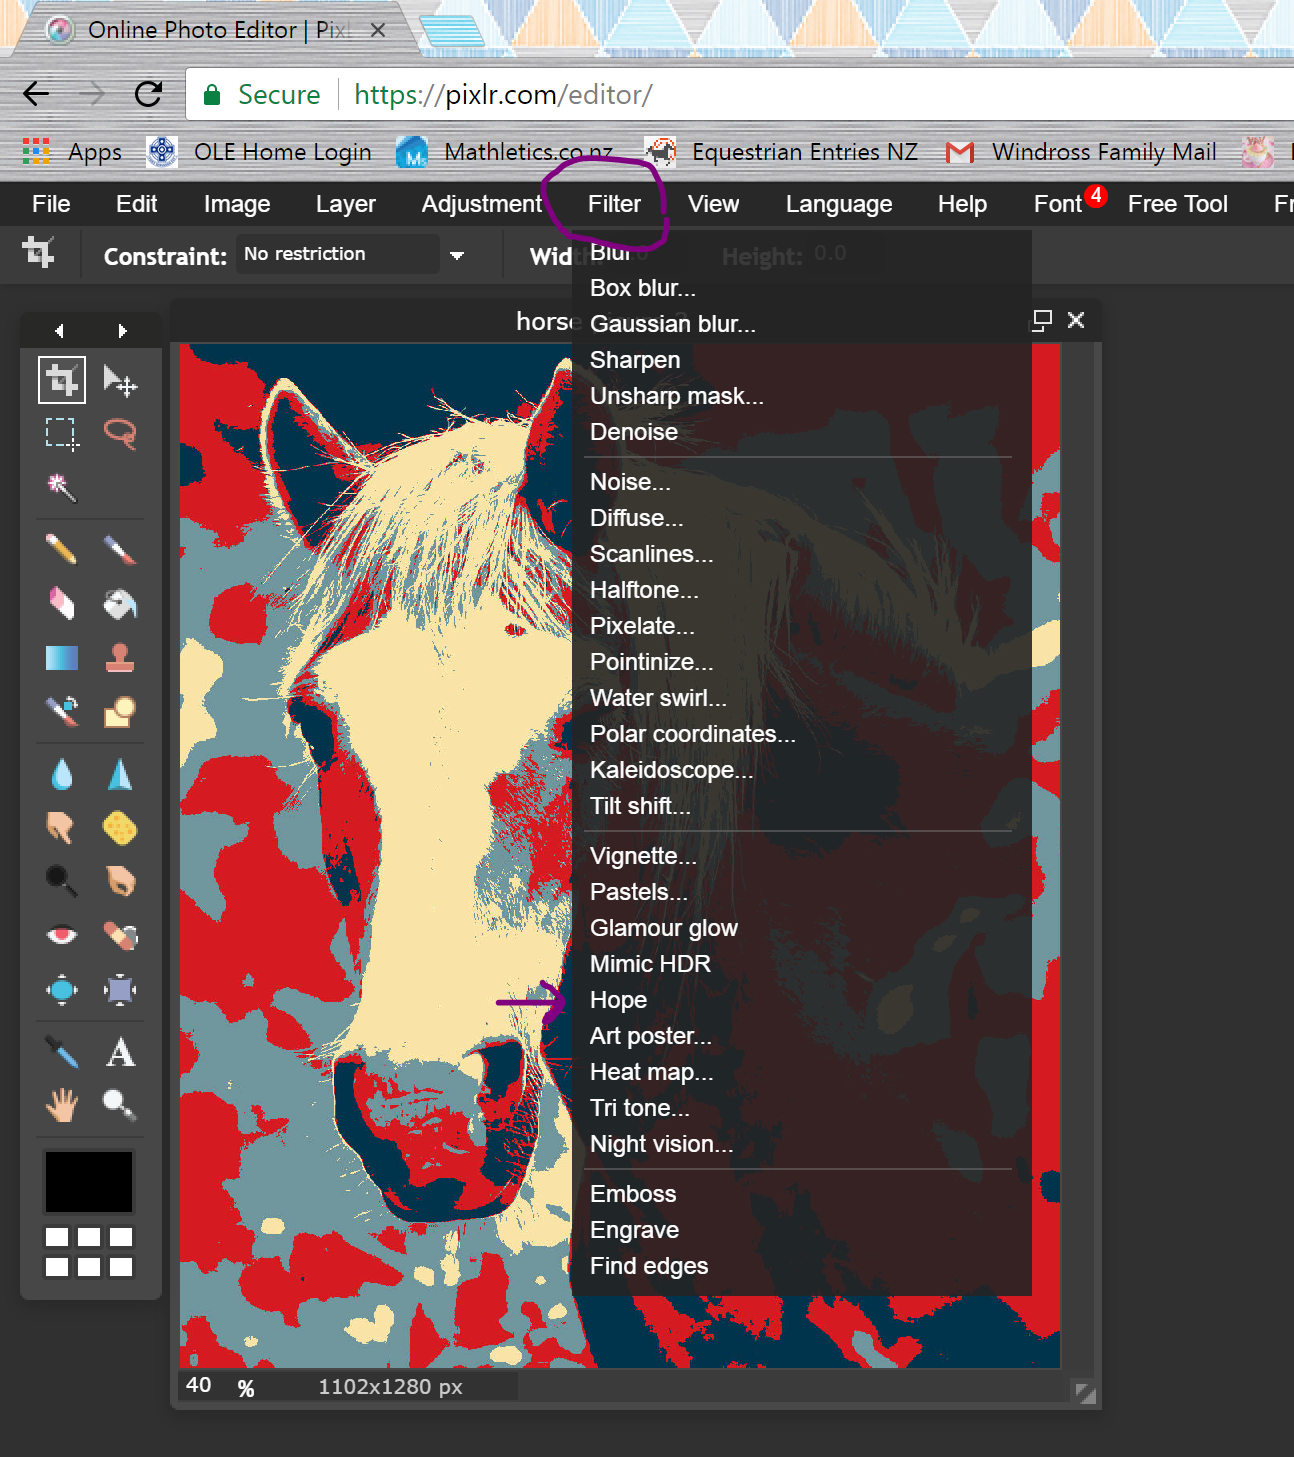 Online Photo Editor | Pixl
Secure https://pixlr.com/editor/
Apps OLE Home Login Mathletics.co.nz Equestrian Entries NZ Windross Family Mail
File Edit Image Layer Adjustment Filter View Language Help Font 4 Free Tool Fr
Constraint: No restriction Width: Height: 0.0
horse
Blur
Box blur...
Gaussian blur...
Sharpen
Unsharp mask...
Denoise
Noise...
Diffuse...
Scanlines...
Halftone...
Pixelate...
Pointinize...
Water swirl...
Polar coordinates...
Kaleidoscope...
Tilt shift...
Vignette...
Pastels...
Glamour glow
Mimic HDR
Hope
Art poster...
Heat map...
Tri tone...
Night vision...
Emboss
Engrave
Find edges
40 % 1102x1280 px